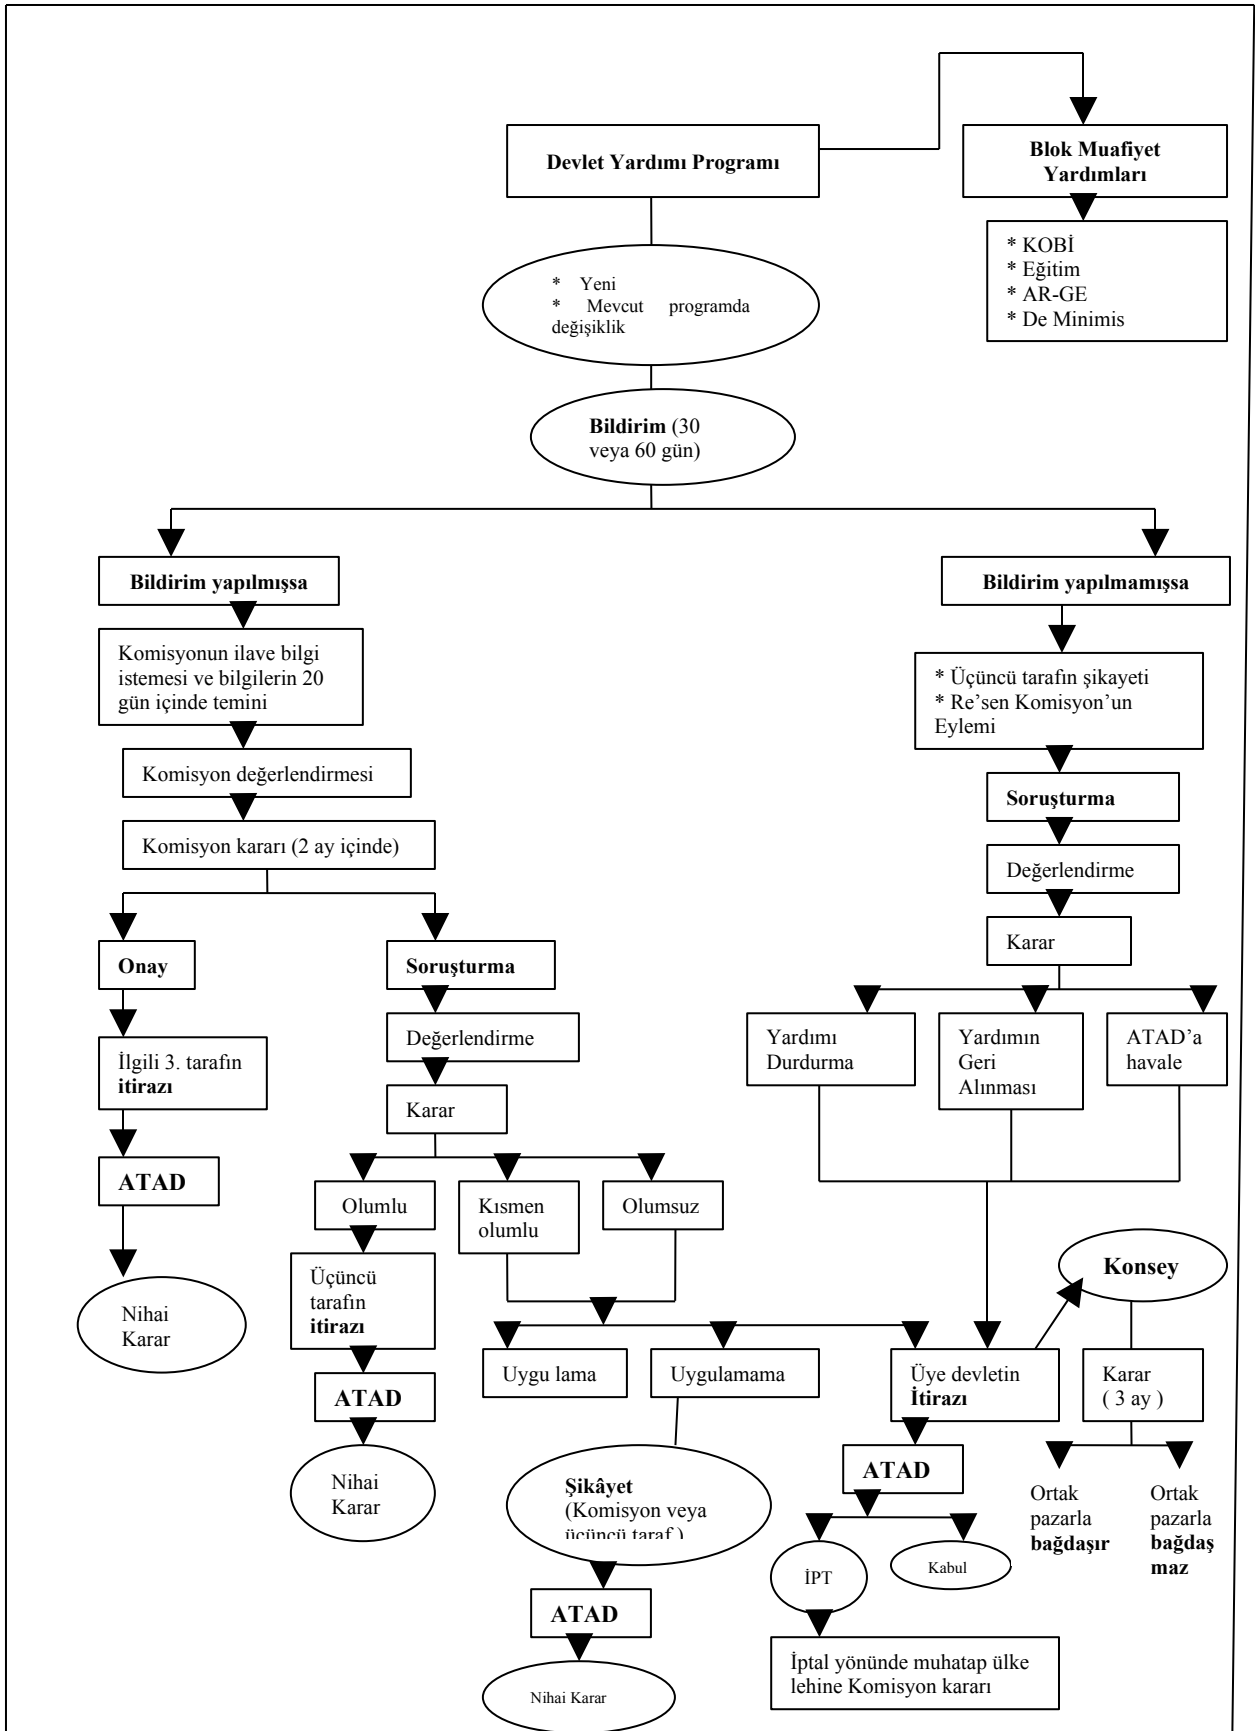 Devlet Yardımı Programı
Blok Muafiyet
Yardımları
* KOBİ
* Eğitim
* AR-GE
* De Minimis
* Yeni
* Mevcut programda
değişiklik
Bildirim (30
veya 60 gün)
Bildirim yapılmışsa
Bildirim yapılmamışsa
Komisyonun ilave bilgi
istemesi ve bilgilerin 20
gün içinde temini
* Üçüncü tarafın şikayeti
* Re’sen Komisyon’un
Eylemi
Komisyon değerlendirmesi
Soruşturma
Komisyon kararı (2 ay içinde)
Değerlendirme
Karar
Onay
Soruşturma
Değerlendirme
Yardımı
Durdurma
Yardımın
Geri
Alınması
ATAD’a
havale
İlgili 3. tarafın
itirazı
Karar
ATAD
Olumlu
Kısmen
olumlu
Olumsuz
Konsey
Üçüncü
tarafın
itirazı
Nihai
Karar
Uygu lama
Uygulamama
Üye devletin
İtirazı
Karar
( 3 ay )
ATAD
ATAD
Nihai
Karar
Şikâyet
(Komisyon veya
üçüncü taraf )
Ortak
pazarla
bağdaşır
Ortak
pazarla
bağdaş
maz
İPT
Kabul
ATAD
İptal yönünde muhatap ülke
lehine Komisyon kararı
Nihai Karar